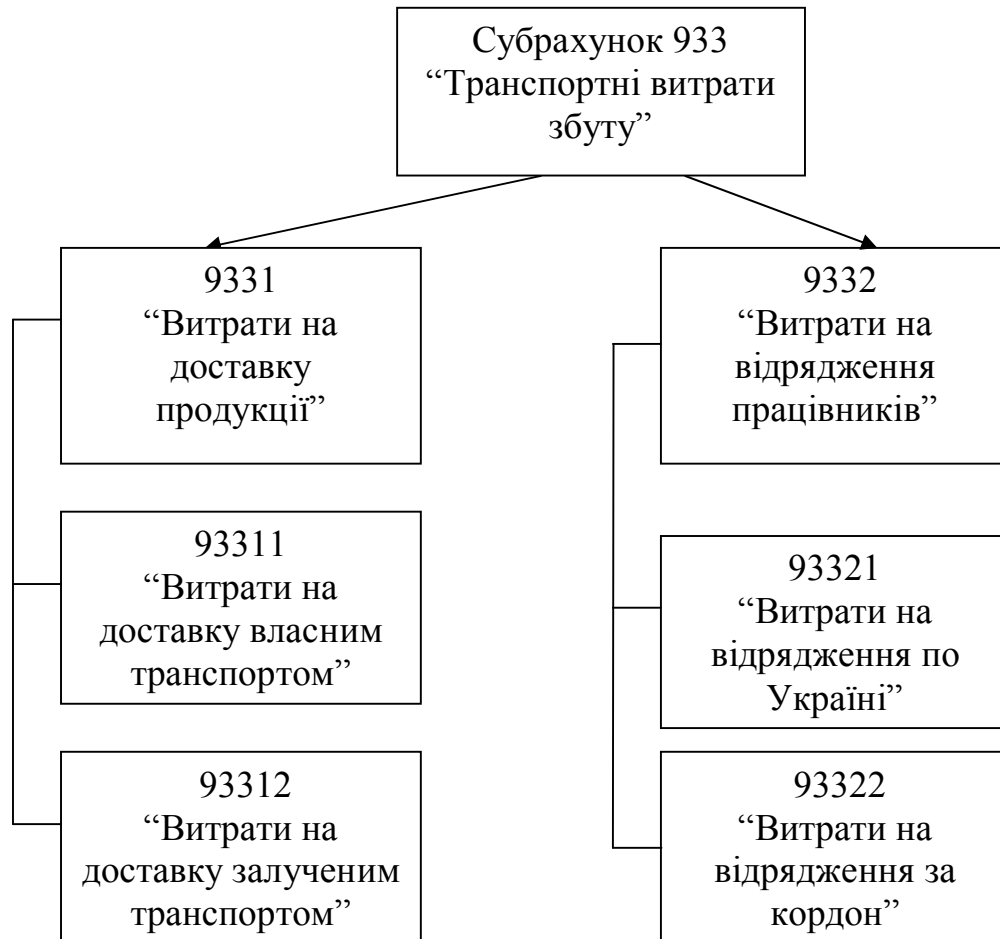 Субрахунок 933
“Транспортні витрати
збуту”
9331
“Витрати на
доставку
продукції”
93311
“Витрати на
доставку власним
транспортом”
93312
“Витрати на
доставку залученим
транспортом”
9332
“Витрати на
відрядження
працівників”
93321
“Витрати на
відрядження по
Україні”
93322
“Витрати на
відрядження за
кордон”